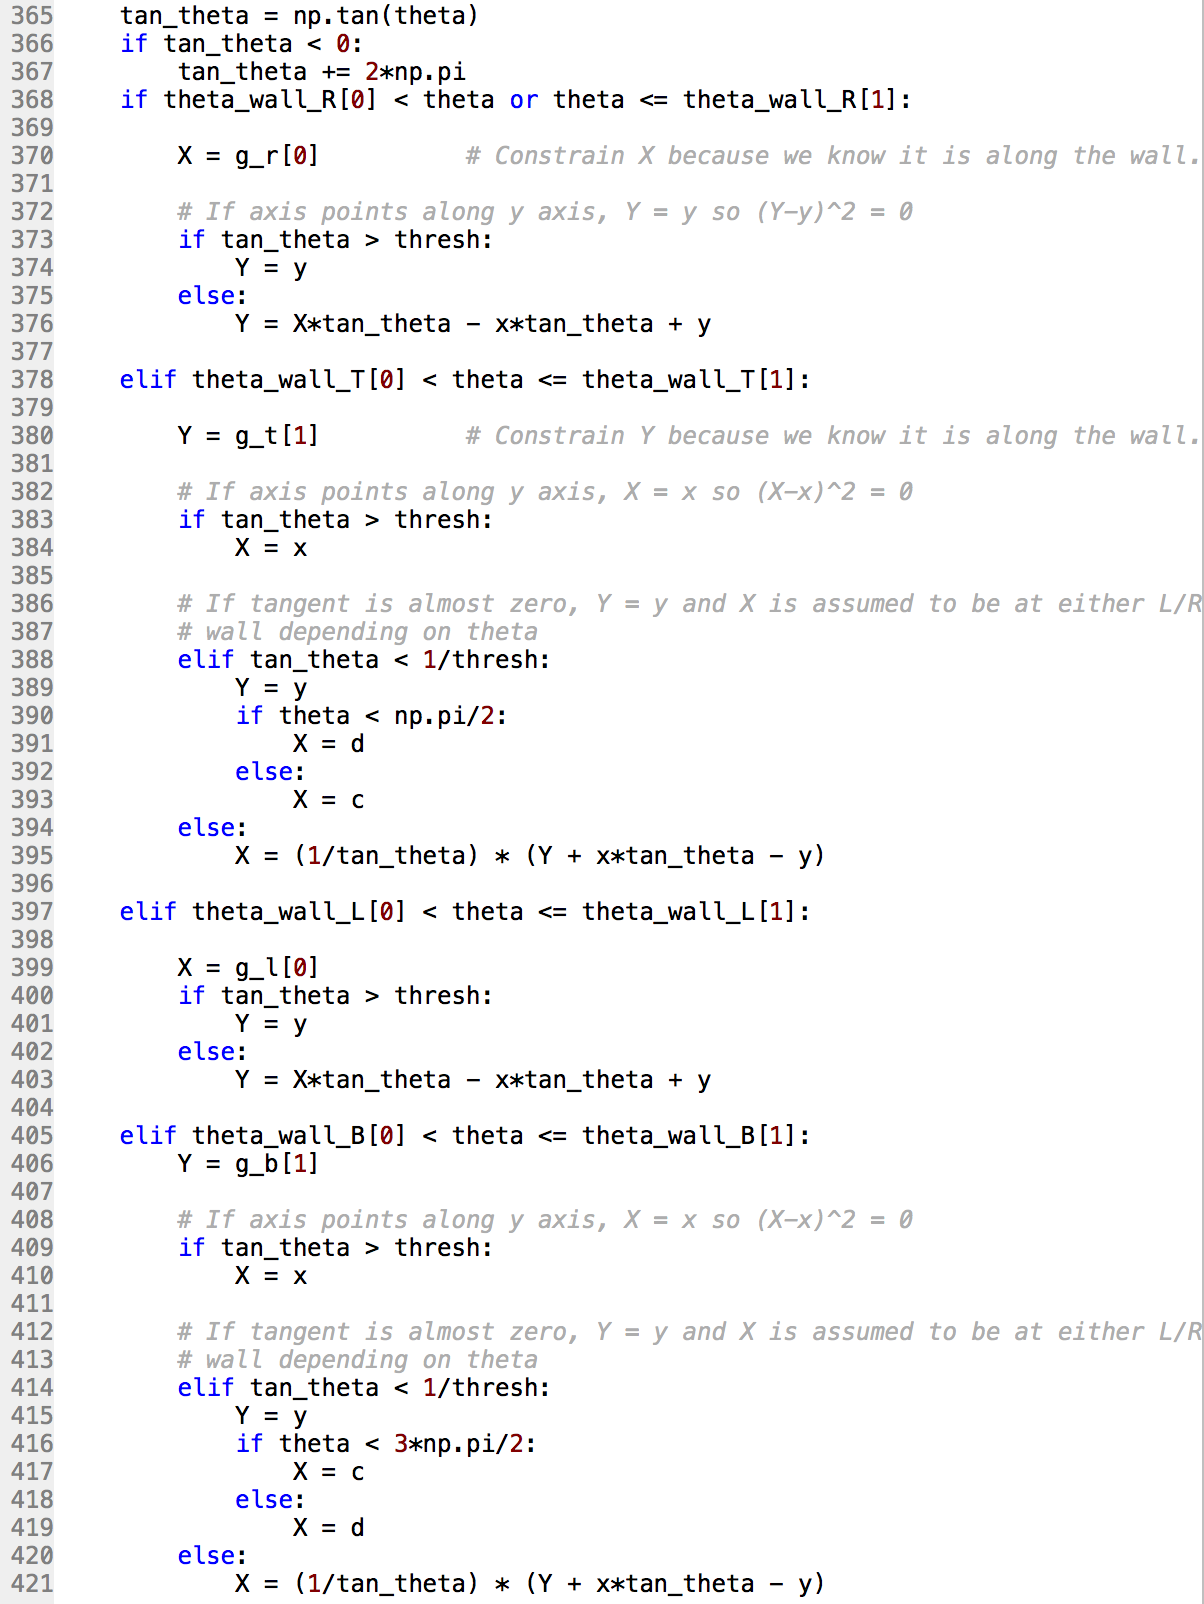 365 tan_theta = np.tan(theta)
366 if tan_theta < 0:
367 tan_theta += 2*np.pi
368 if theta_wall_R[0] < theta or theta <= theta_wall_R[1]:
369
370 X = g_r[0] # Constrain X because we know it is along the wall.
371
372 # If axis points along y axis, Y = y so (Y-y)^2 = 0
373 if tan_theta > thresh:
374 Y = y
375 else:
376 Y = X*tan_theta - x*tan_theta + y
377
378 elif theta_wall_T[0] < theta <= theta_wall_T[1]:
379
380 Y = g_t[1] # Constrain Y because we know it is along the wall.
381
382 # If axis points along y axis, X = x so (X-x)^2 = 0
383 if tan_theta > thresh:
384 X = x
385
386 # If tangent is almost zero, Y = y and X is assumed to be at either L/R
387 # wall depending on theta
388 elif tan_theta < 1/thresh:
389 Y = y
390 if theta < np.pi/2:
391 X = d
392 else:
393 X = c
394 else:
395 X = (1/tan_theta) * (Y + x*tan_theta - y)
396
397 elif theta_wall_L[0] < theta <= theta_wall_L[1]:
398
399 X = g_l[0]
400 if tan_theta > thresh:
401 Y = y
402 else:
403 Y = X*tan_theta - x*tan_theta + y
404
405 elif theta_wall_B[0] < theta <= theta_wall_B[1]:
406 Y = g_b[1]
407
408 # If axis points along y axis, X = x so (X-x)^2 = 0
409 if tan_theta > thresh:
410 X = x
411
412 # If tangent is almost zero, Y = y and X is assumed to be at either L/R
413 # wall depending on theta
414 elif tan_theta < 1/thresh:
415 Y = y
416 if theta < 3*np.pi/2:
417 X = c
418 else:
419 X = d
420 else:
421 X = (1/tan_theta) * (Y + x*tan_theta - y)